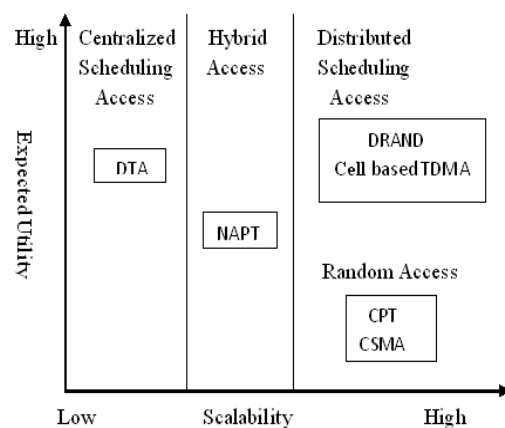 High
Centralized
Scheduling
Access
Hybrid
Access
Distributed
Scheduling
Access
Expected Utility
DTA
DRAND
Cell based TDMA
NAPT
Random Access
CPT
CSMA
Low
Scalability
High